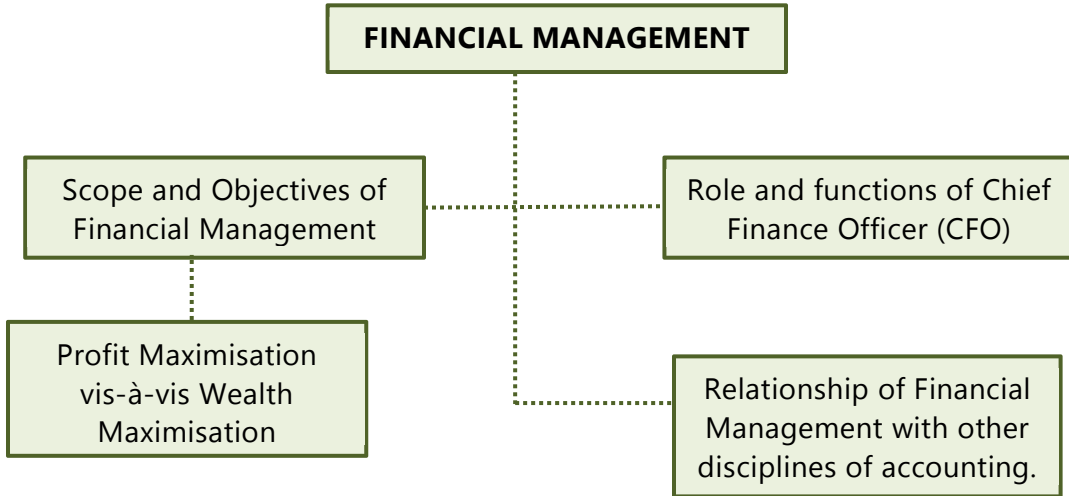 FINANCIAL MANAGEMENT
Scope and Objectives of
Financial Management
Role and functions of Chief
Finance Officer (CFO)
Profit Maximisation
vis-à-vis Wealth
Maximisation
Relationship of Financial
Management with other
disciplines of accounting.